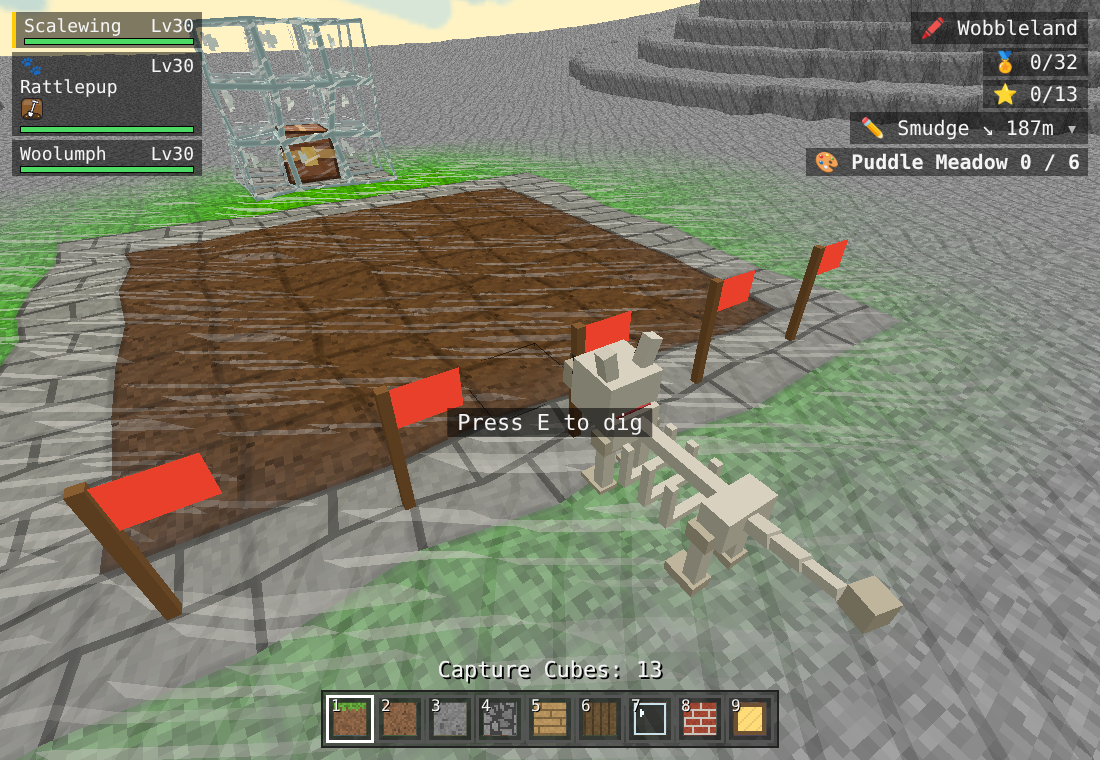 Scalewing Lv30
Lv30
Rattlepup
Woolumph Lv30
Wobbleland
0/32
0/13
Smudge ↘ 187m ▾
Puddle Meadow 0 / 6
Press E to dig
Capture Cubes: 13
1 2 3 4 5 6 7 8 9